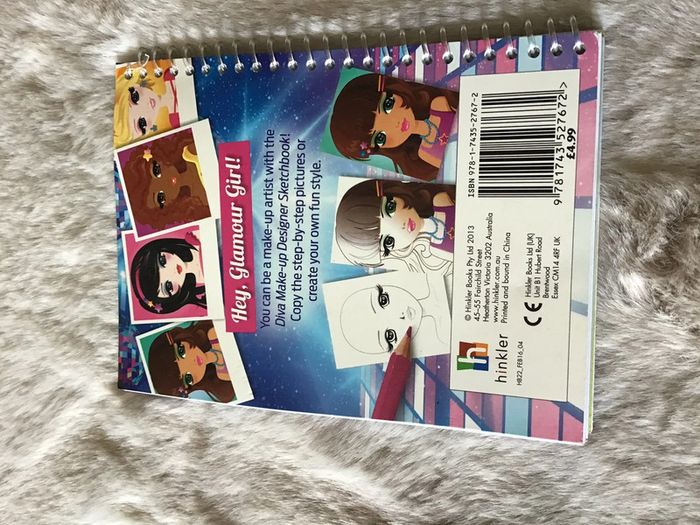 Hey, Glamour Girl!
You can be a make-up artist with the
Diva Make-up Designer Sketchbook!
Copy the step-by-step pictures or
create your own fun style.
hinkler
HB22_FEB16_04
© Hinkler Books Pty Ltd 2013
45-55 Fairchild Street
Heatherton Victoria 3202 Australia
www.hinkler.com.au
Printed and bound in China
CE
Hinkler Books Ltd (UK)
Unit B1 Hubert Road
Brentwood
Essex CM14 4RF UK
ISBN 978-1-7435-2767-2
9 781743 527672 >
£4.99